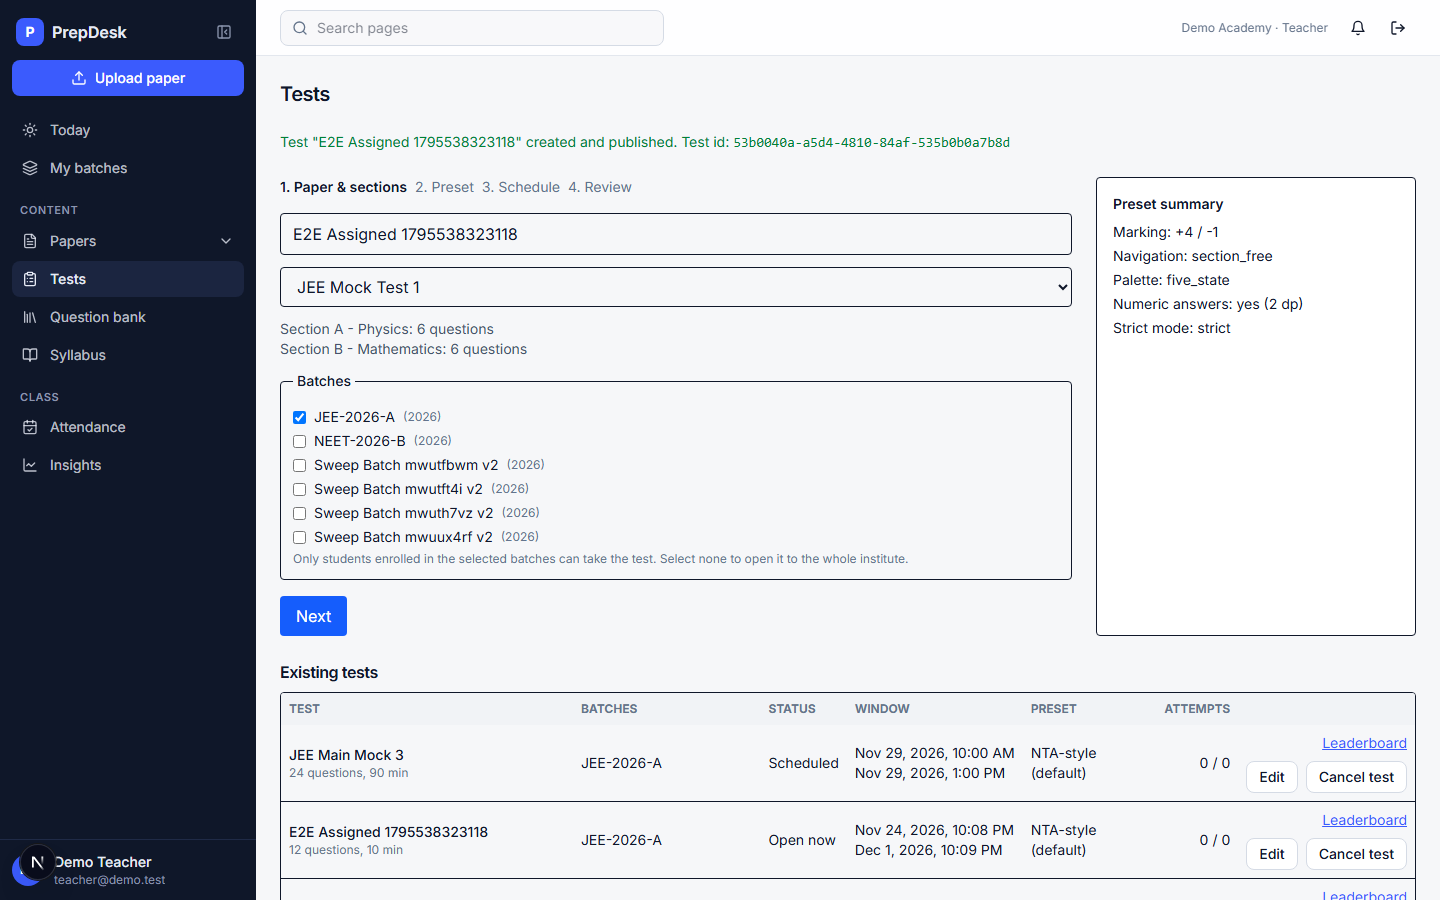 P PrepDesk
Upload paper
Today
My batches
CONTENT
Papers
Tests
Question bank
Syllabus
CLASS
Attendance
Insights
N
Demo Teacher
teacher@demo.test
Search pages
Demo Academy · Teacher
Tests
Test "E2E Assigned 1795538323118" created and published. Test id: 53b0040a-a5d4-4810-84af-535b0b0a7b8d
1. Paper & sections 2. Preset 3. Schedule 4. Review
E2E Assigned 1795538323118
JEE Mock Test 1
Section A - Physics: 6 questions
Section B - Mathematics: 6 questions
Batches
JEE-2026-A (2026)
NEET-2026-B (2026)
Sweep Batch mwutfbwm v2 (2026)
Sweep Batch mwutft4i v2 (2026)
Sweep Batch mwuth7vz v2 (2026)
Sweep Batch mwuux4rf v2 (2026)
Only students enrolled in the selected batches can take the test. Select none to open it to the whole institute.
Next
Preset summary
Marking: +4 / -1
Navigation: section_free
Palette: five_state
Numeric answers: yes (2 dp)
Strict mode: strict
Existing tests
TEST BATCHES STATUS WINDOW PRESET ATTEMPTS
JEE Main Mock 3
24 questions, 90 min
JEE-2026-A
Scheduled
Nov 29, 2026, 10:00 AM
Nov 29, 2026, 1:00 PM
NTA-style
(default)
0 / 0
Leaderboard
Edit Cancel test
E2E Assigned 1795538323118
12 questions, 10 min
JEE-2026-A
Open now
Nov 24, 2026, 10:08 PM
Dec 1, 2026, 10:09 PM
NTA-style
(default)
0 / 0
Leaderboard
Edit Cancel test
Leaderboard